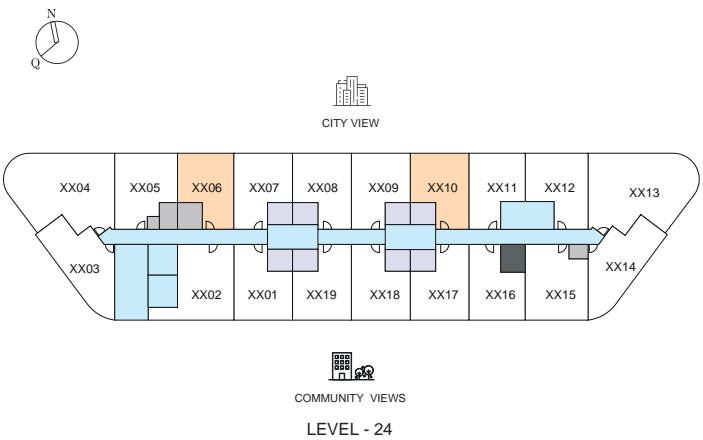 N
Q
CITY VIEW
XX04 XX05 XX06 XX07 XX08 XX09 XX10 XX11 XX12 XX13
XX03 XX02 XX01 XX19 XX18 XX17 XX16 XX15 XX14
COMMUNITY VIEWS
LEVEL - 24